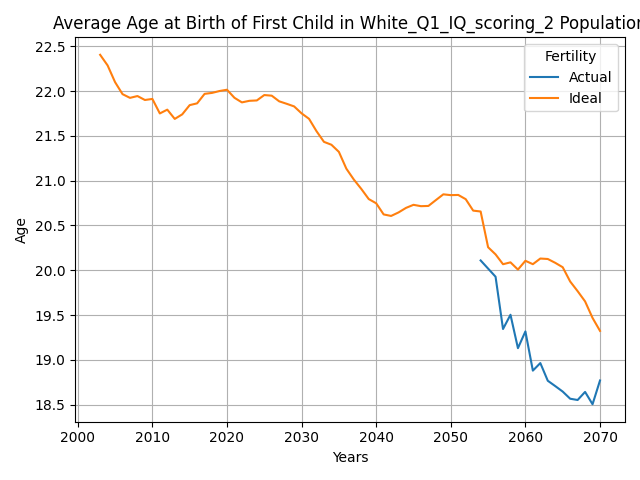 Average Age at Birth of First Child in White_Q1_IQ_scoring_2 Population
22.5
22.0
21.5
21.0
20.5
20.0
19.5
19.0
18.5
Age
Fertility
Actual
Ideal
2000 2010 2020 2030 2040 2050 2060 2070
Years